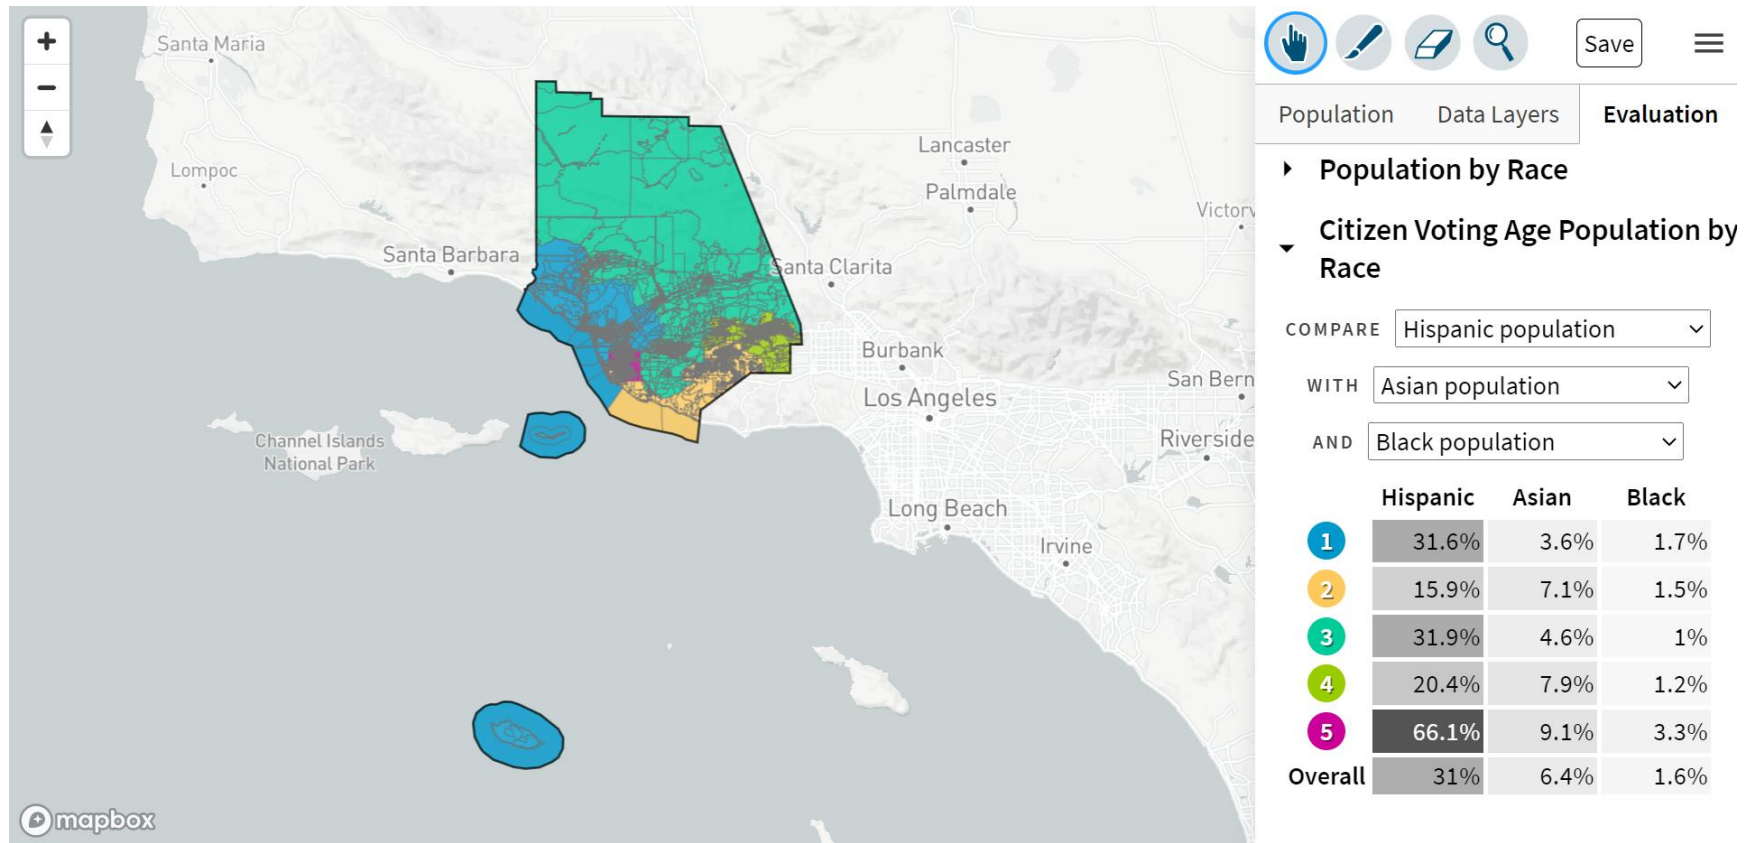 Santa Maria
Lompoc
Santa Barbara
Lancaster
Palmdale
Victorv
Santa Clarita
Burbank
Los Angeles
San Bern
Riverside
Channel Islands
National Park
Long Beach
Irvine
mapbox
Save
Population Data Layers Evaluation
Population by Race
Citizen Voting Age Population by
Race
COMPARE Hispanic population
WITH Asian population
AND Black population
Hispanic Asian Black
1 31.6% 3.6% 1.7%
2 15.9% 7.1% 1.5%
3 31.9% 4.6% 1%
4 20.4% 7.9% 1.2%
5 66.1% 9.1% 3.3%
Overall 31% 6.4% 1.6%